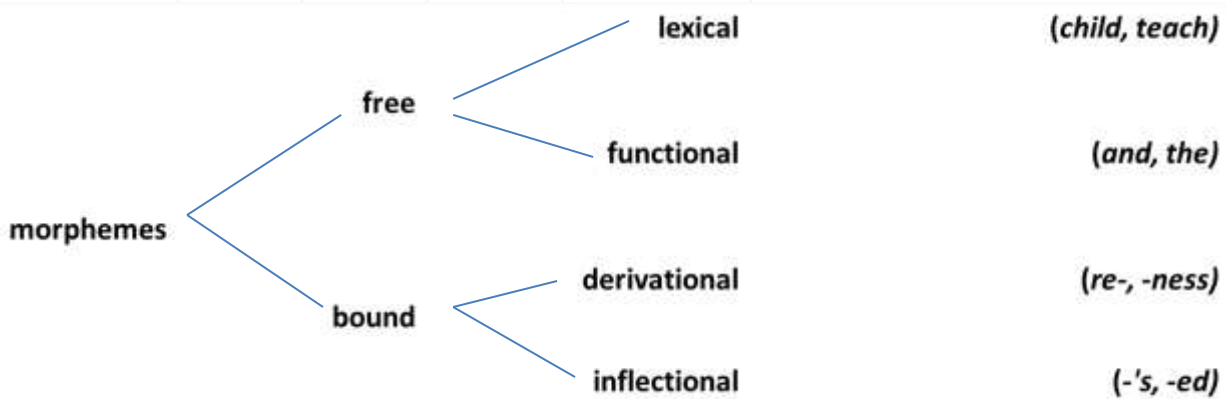 lexical (child, teach)
free
functional (and, the)
morphemes
derivational (re-, -ness)
bound
inflectional (-'s, -ed)